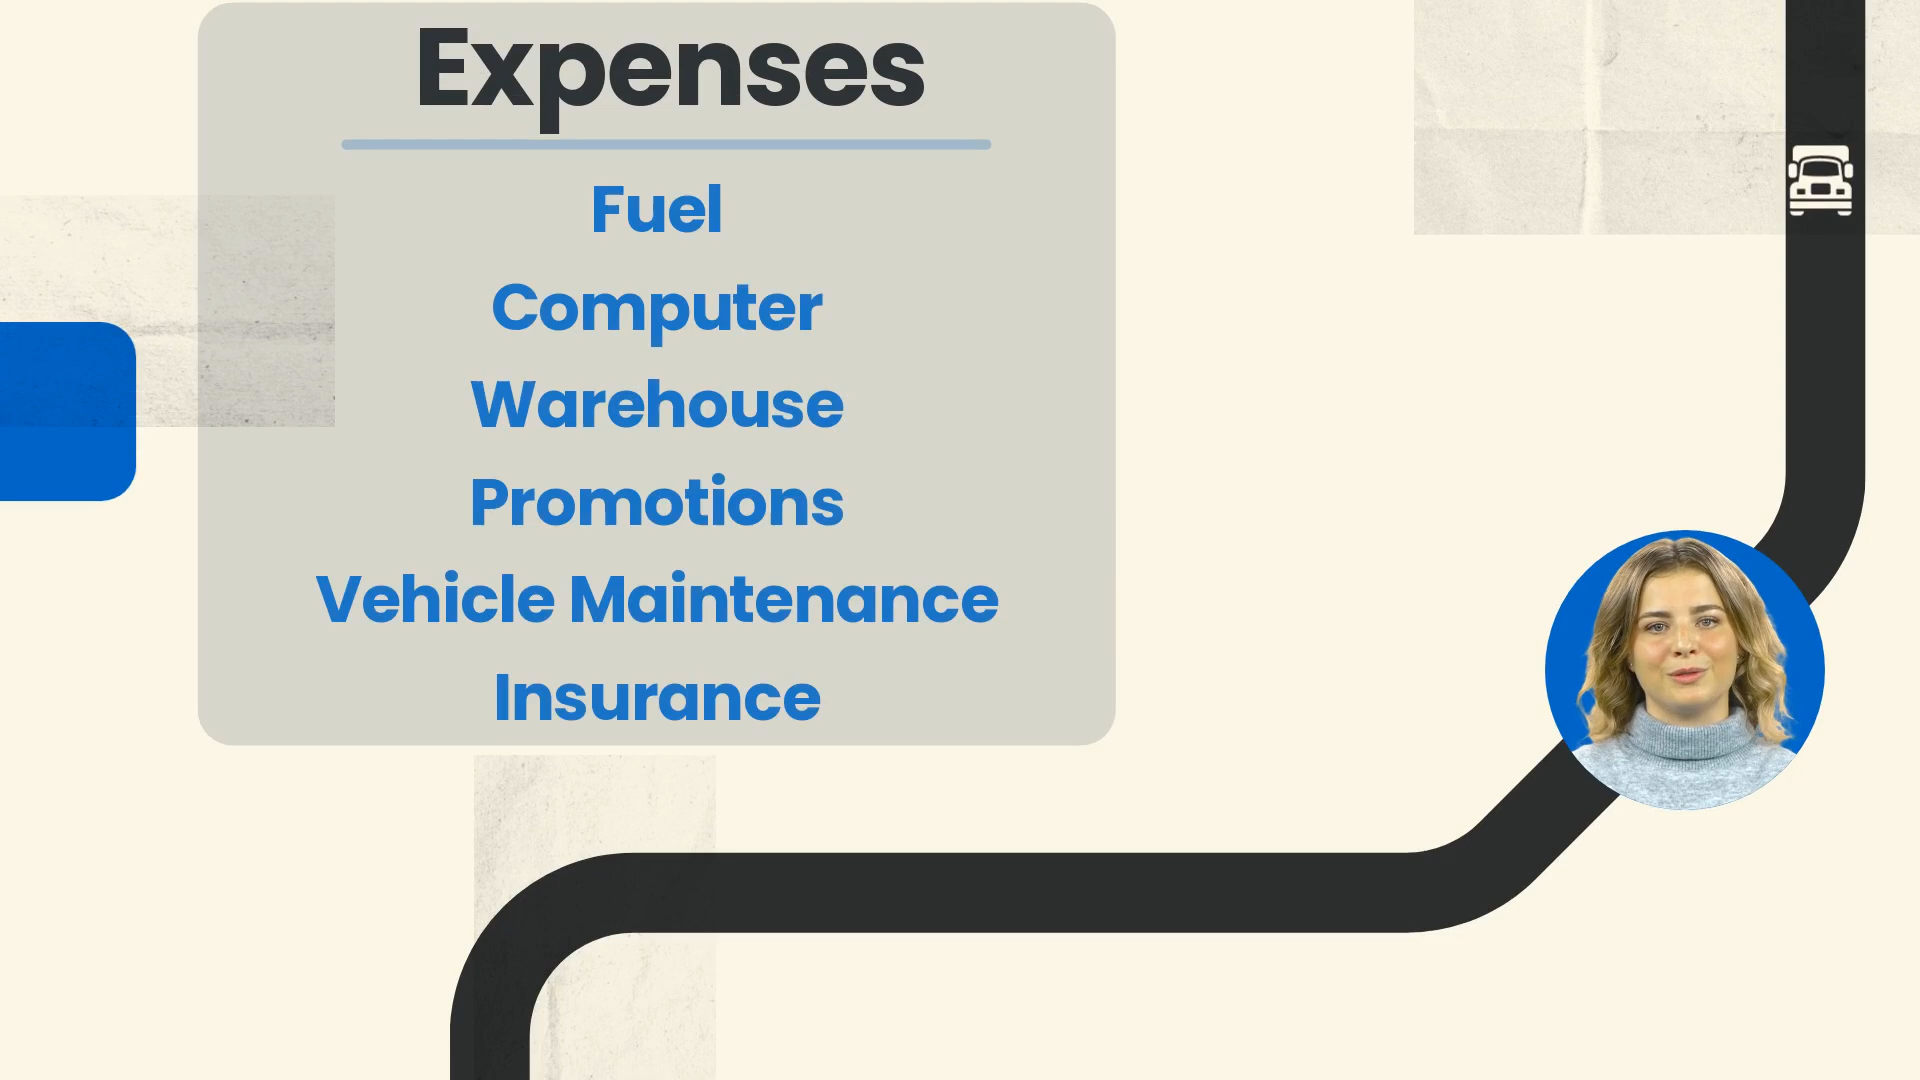 Expenses
Fuel
Computer
Warehouse
Promotions
Vehicle Maintenance
Insurance